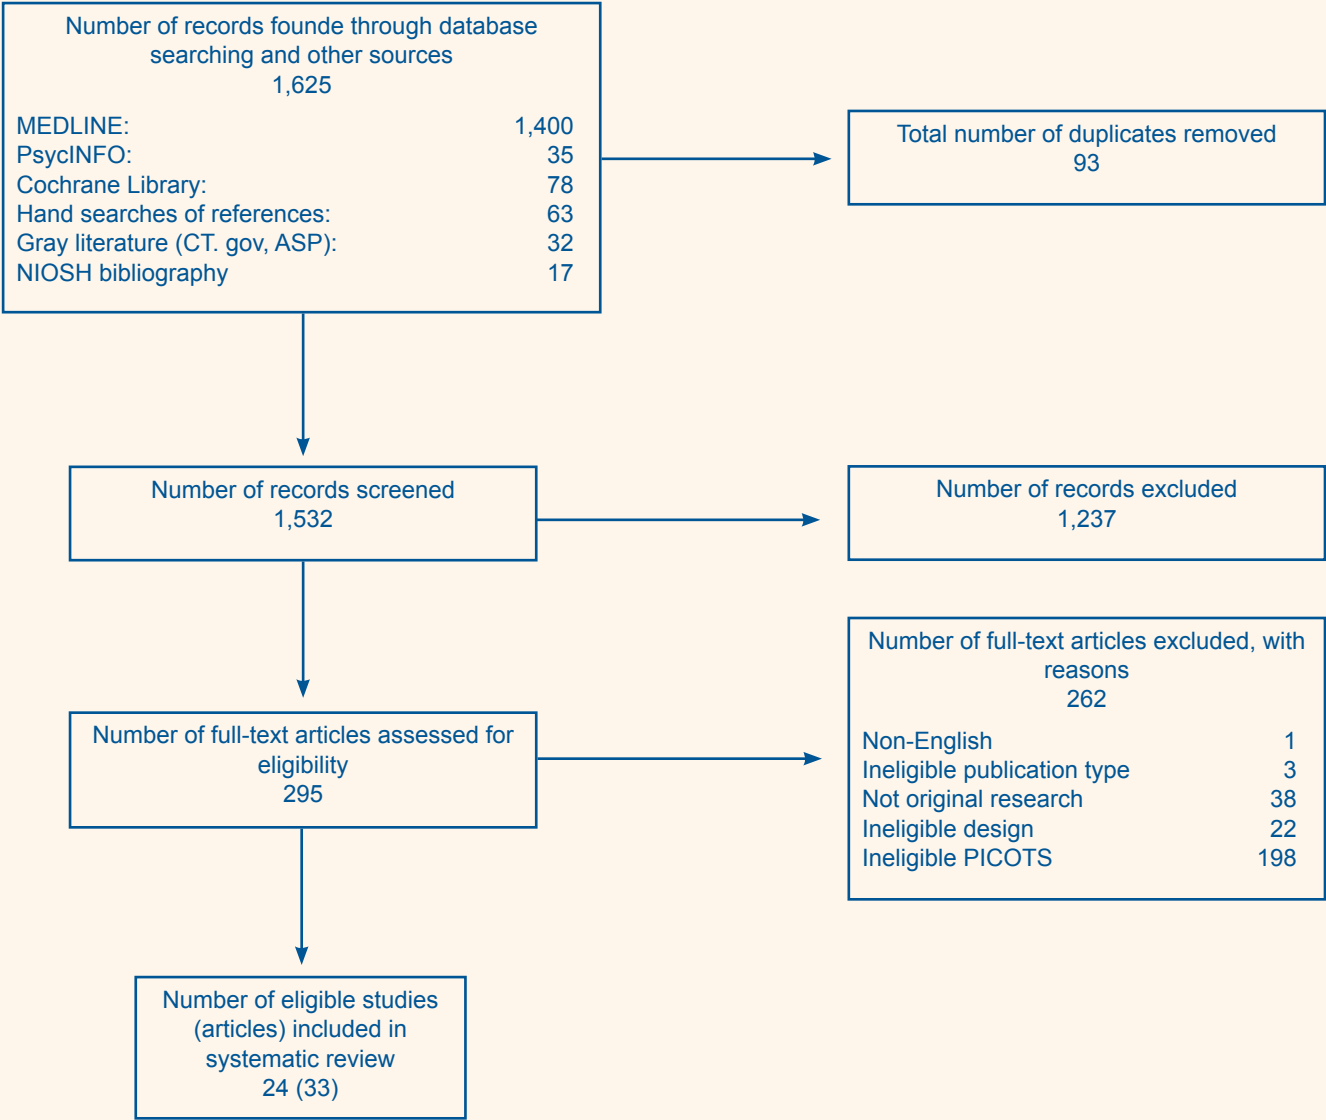 Number of records founde through database
searching and other sources
1,625
MEDLINE: 1,400
PsycINFO: 35
Cochrane Library: 78
Hand searches of references: 63
Gray literature (CT. gov, ASP): 32
NIOSH bibliography 17
Total number of duplicates removed
93
Number of records screened
1,532
Number of records excluded
1,237
Number of full-text articles assessed for
eligibility
295
Number of full-text articles excluded, with
reasons
262
Non-English 1
Ineligible publication type 3
Not original research 38
Ineligible design 22
Ineligible PICOTS 198
Number of eligible studies
(articles) included in
systematic review
24 (33)